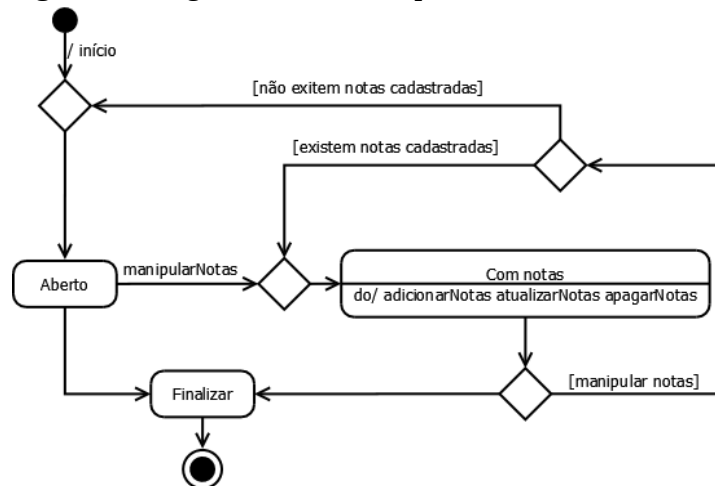 / início
[não exitem notas cadastradas]
[existem notas cadastradas]
Aberto
manipularNotas
Com notas
do/ adicionarNotas atualizarNotas apagarNotas
Finalizar
[manipular notas]